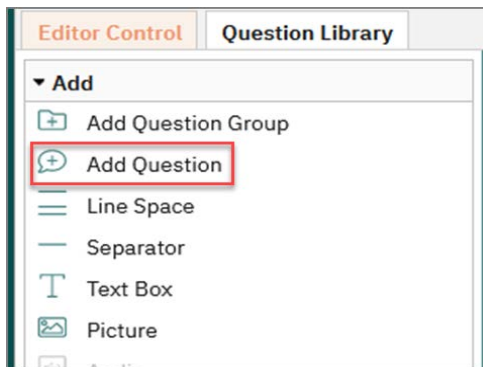 Editor Control Question Library
Add
Add Question Group
Add Question
Line Space
Separator
Text Box
Picture